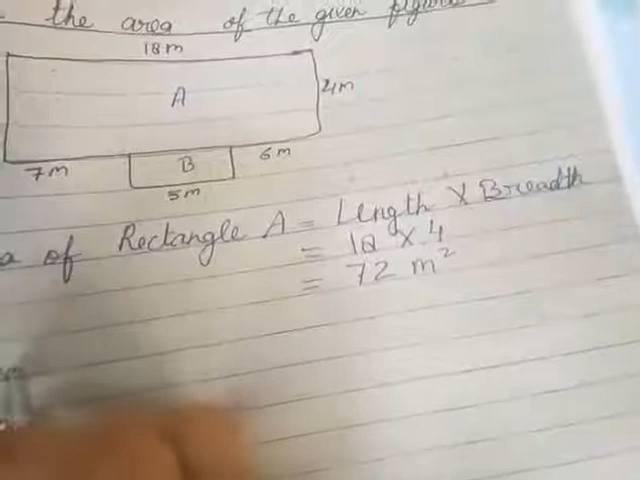 the area of the given figure
18m
A
4m
7m
B
6m
5m
of Rectangle A = Length X Breadth
= 18 X 4
= 72 m²